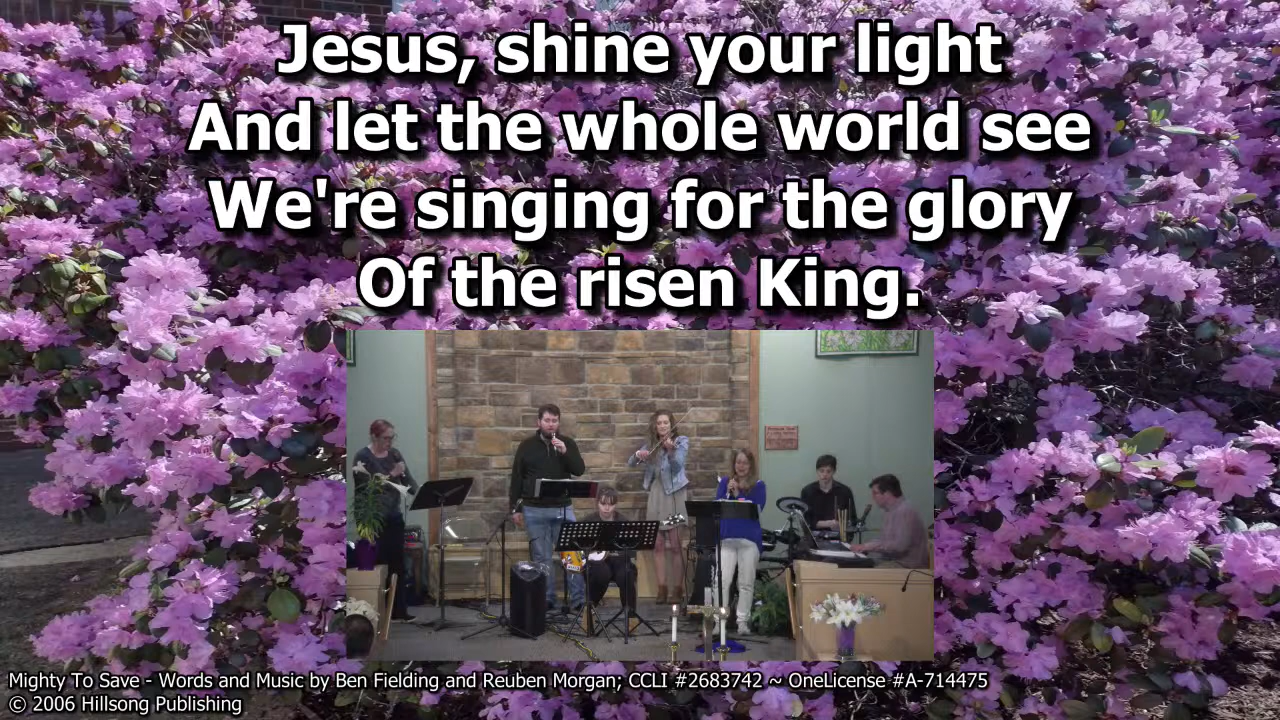 Jesus, shine your light
And let the whole world see
We're singing for the glory
Of the risen King.
Mighty To Save - Words and Music by Ben Fielding and Reuben Morgan; CCLI #2683742 ~ OneLicense #A-714475
© 2006 Hillsong Publishing